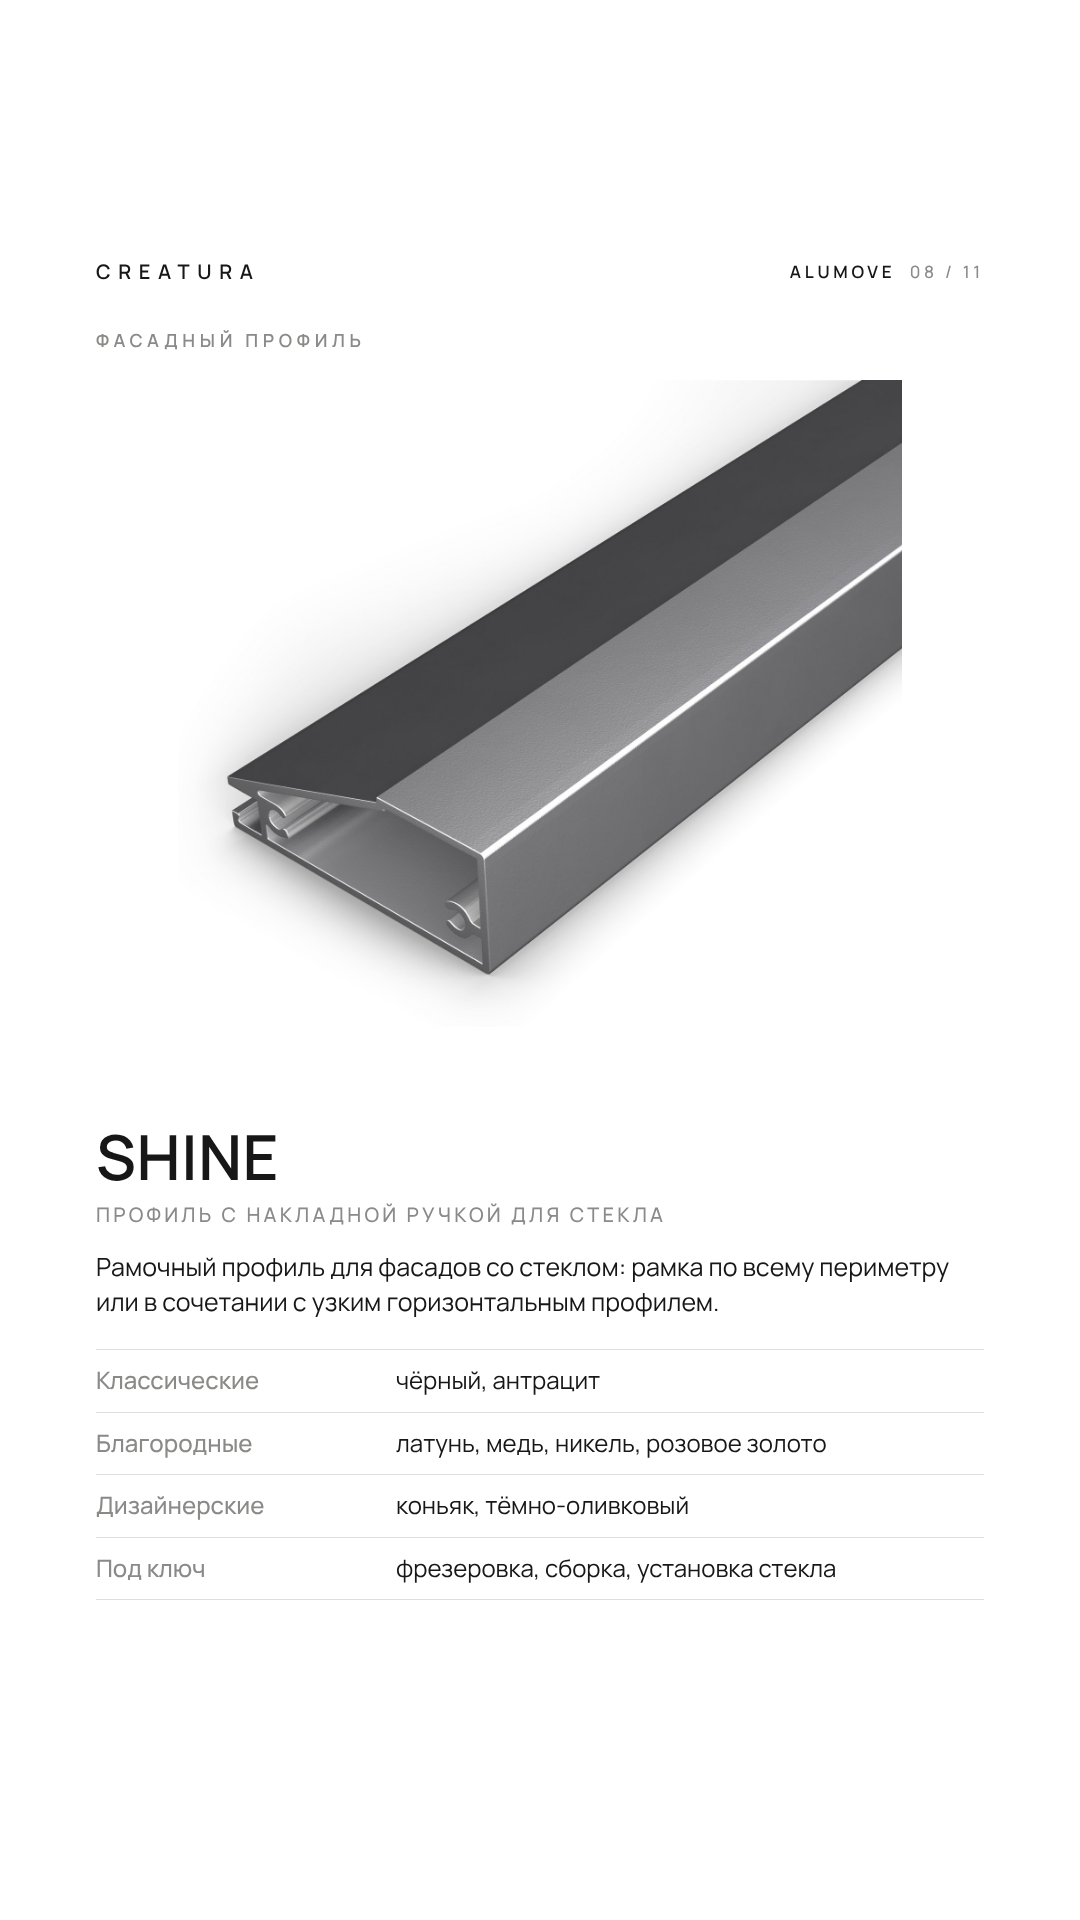 CREATURA
ALUMOVE 08 / 11
ФАСАДНЫЙ ПРОФИЛЬ
SHINE
ПРОФИЛЬ С НАКЛАДНОЙ РУЧКОЙ ДЛЯ СТЕКЛА
Рамочный профиль для фасадов со стеклом: рамка по всему периметру
или в сочетании с узким горизонтальным профилем.
Классические чёрный, антрацит
Благородные латунь, медь, никель, розовое золото
Дизайнерские коньяк, тёмно-оливковый
Под ключ фрезеровка, сборка, установка стекла